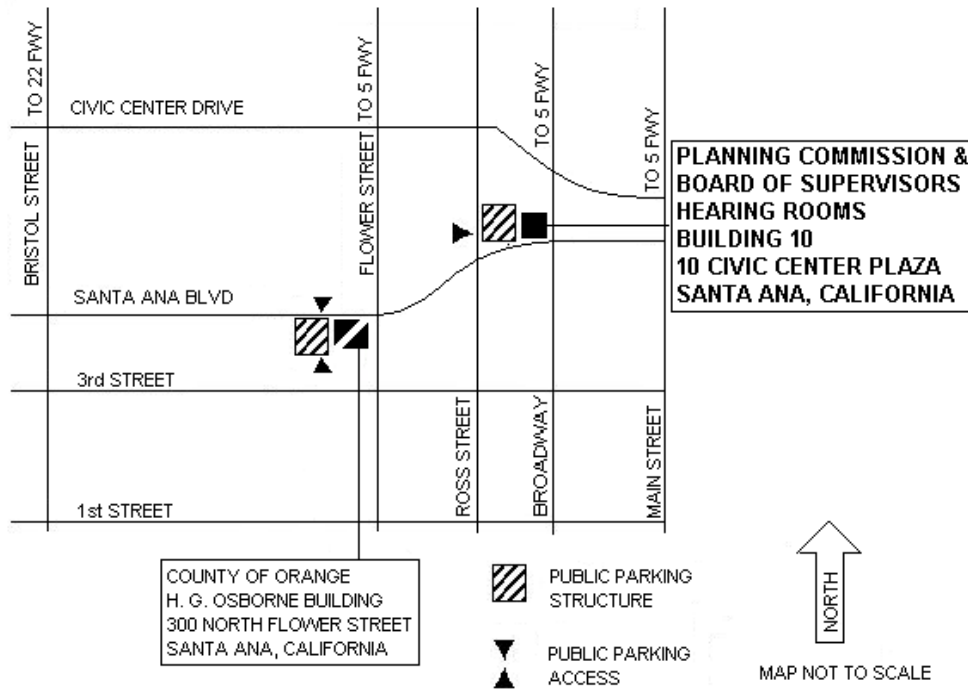 TO 22 FWY
TO 5 FWY
TO 5 FWY
TO 5 FWY
CIVIC CENTER DRIVE
BRISTOL STREET
FLOWER STREET
PLANNING COMMISSION &
BOARD OF SUPERVISORS
HEARING ROOMS
BUILDING 10
10 CIVIC CENTER PLAZA
SANTA ANA, CALIFORNIA
SANTA ANA BLVD
3rd STREET
ROSS STREET
BROADWAY
MAIN STREET
1st STREET
COUNTY OF ORANGE
H. G. OSBORNE BUILDING
300 NORTH FLOWER STREET
SANTA ANA, CALIFORNIA
PUBLIC PARKING
STRUCTURE
PUBLIC PARKING
ACCESS
NORTH
MAP NOT TO SCALE